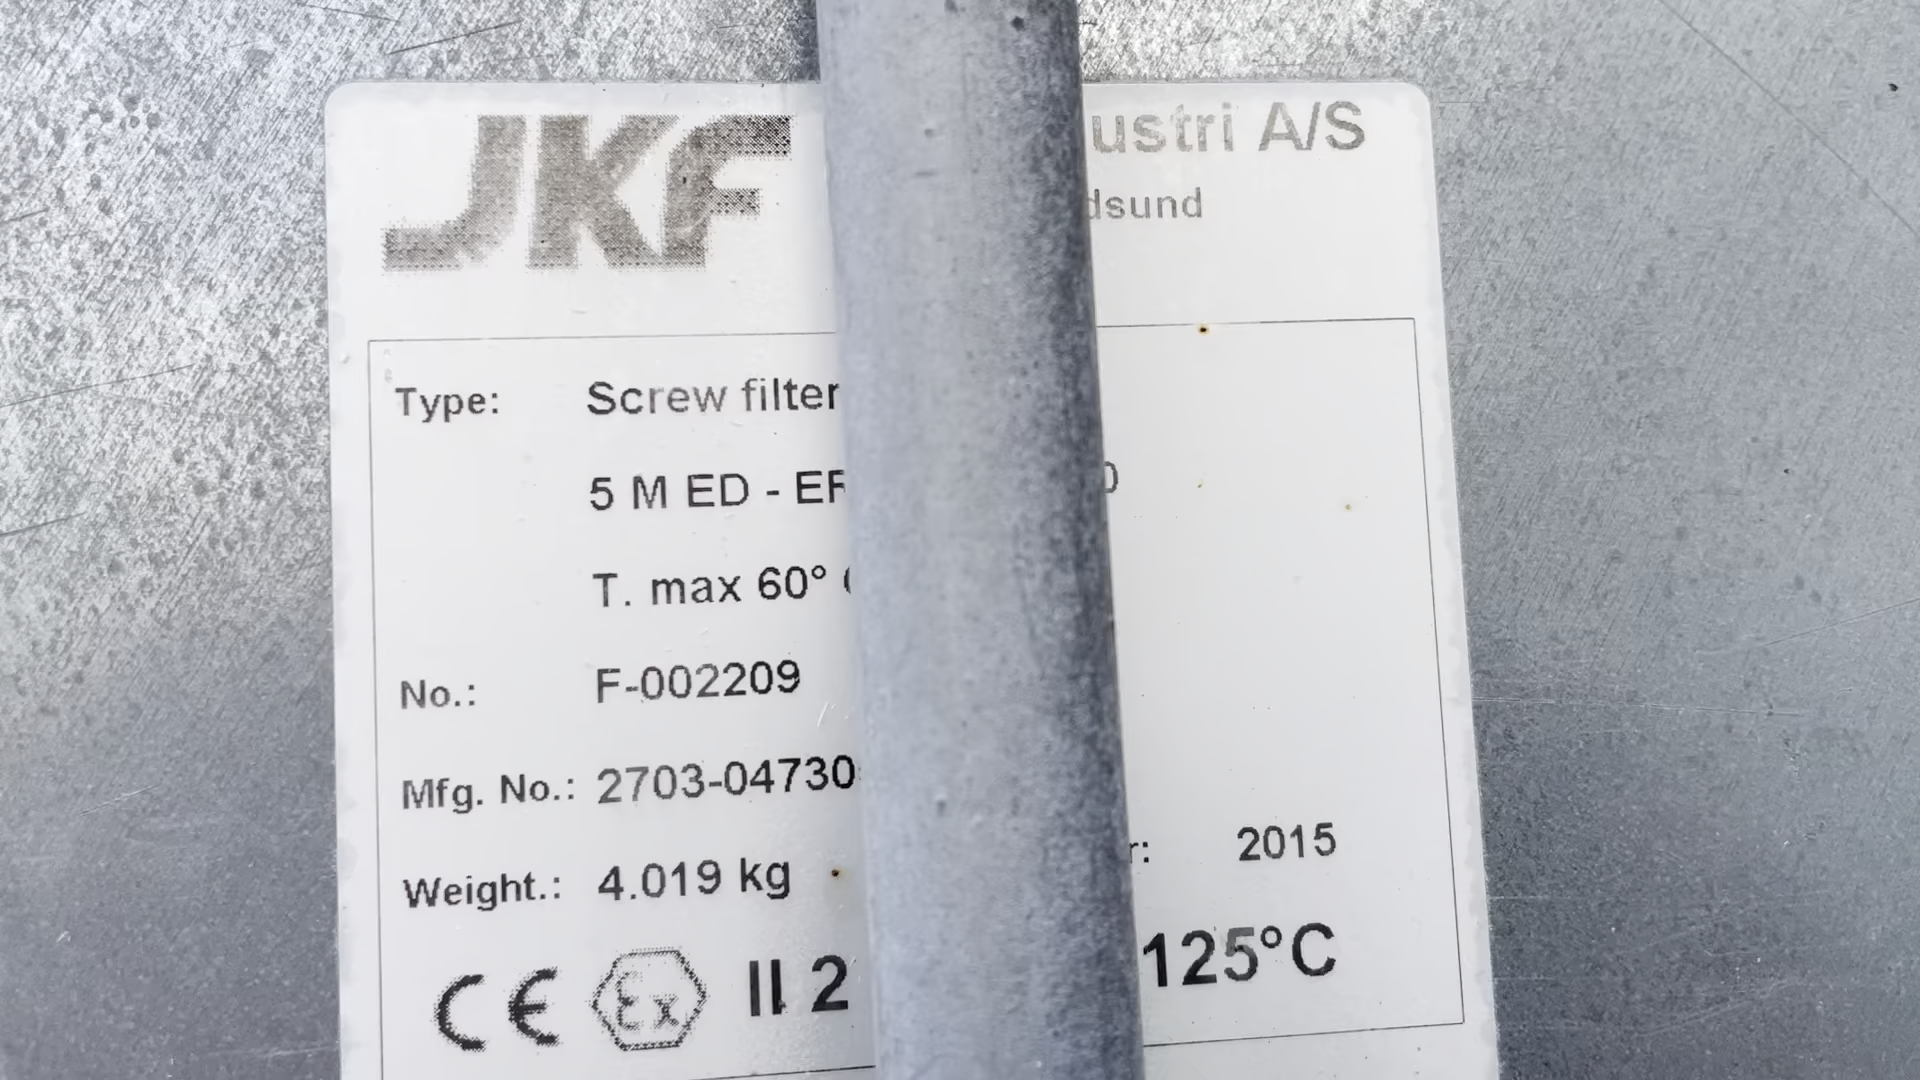 JKF ustri A/S
dsund
Type: Screw filter
5 M ED - EF 0
T. max 60°
No.: F-002209
Mfg. No.: 2703-04730
Weight.: 4.019 kg r: 2015
CE Ex II 2 125°C